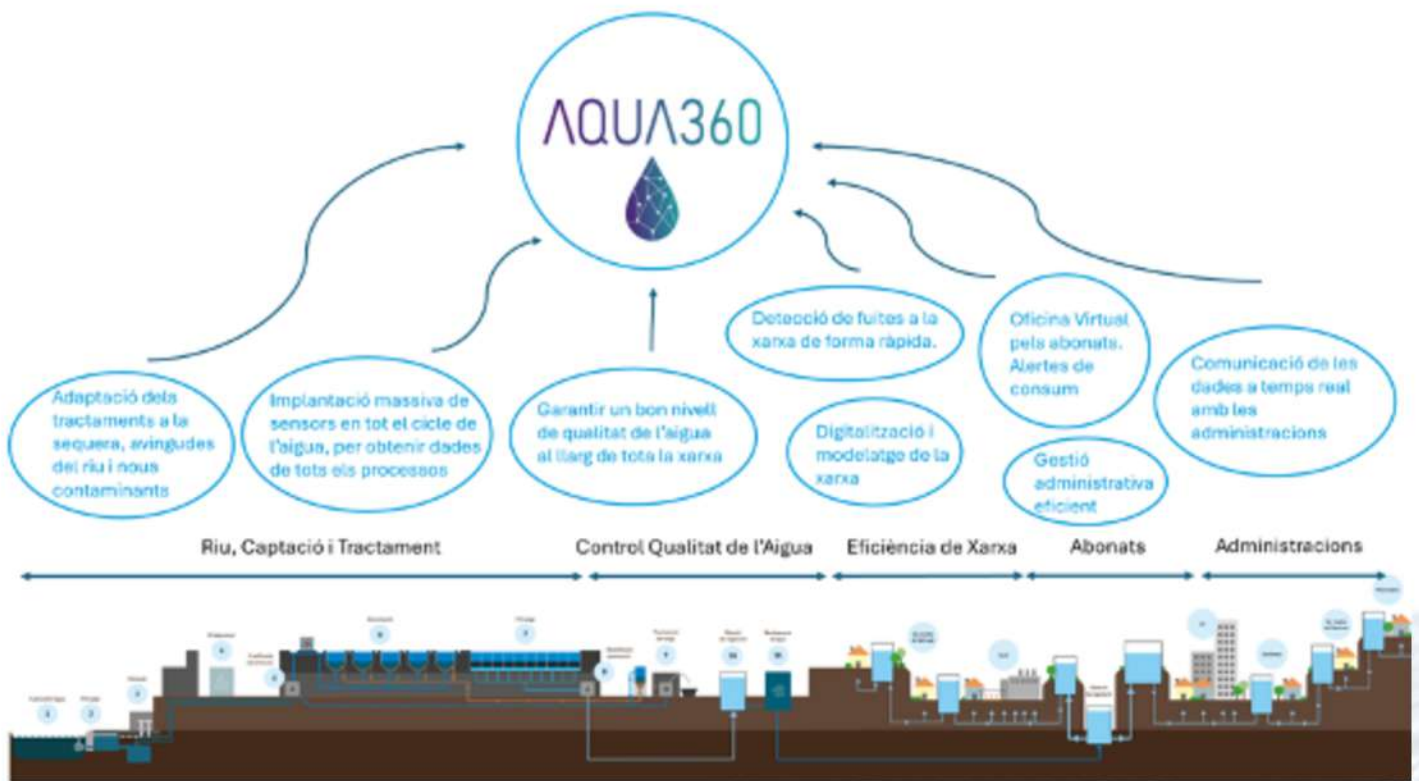 AQUA360
Adaptació dels
tractaments a la
sequera, avingudes
del riu i nous
contaminants
Implantació massiva de
sensors en tot el cicle de
l'aigua, per obtenir dades
de tots els processos
Garantir un bon nivell
de qualitat de l'aigua
al llarg de tots la xarxa
Detecció de fuites a la
xarxa de forma ràpida.
Digitalització i
modelatge de la
xarxa
Oficina Virtual
pels abonats.
Alertes de
consum
Gestió
administrativa
eficient
Comunicació de les
dades a temps real
amb les
administracions
Riu, Captació i Tractament
Control Qualitat de l'Aigua
Eficiència de Xarxa
Abonats
Administracions